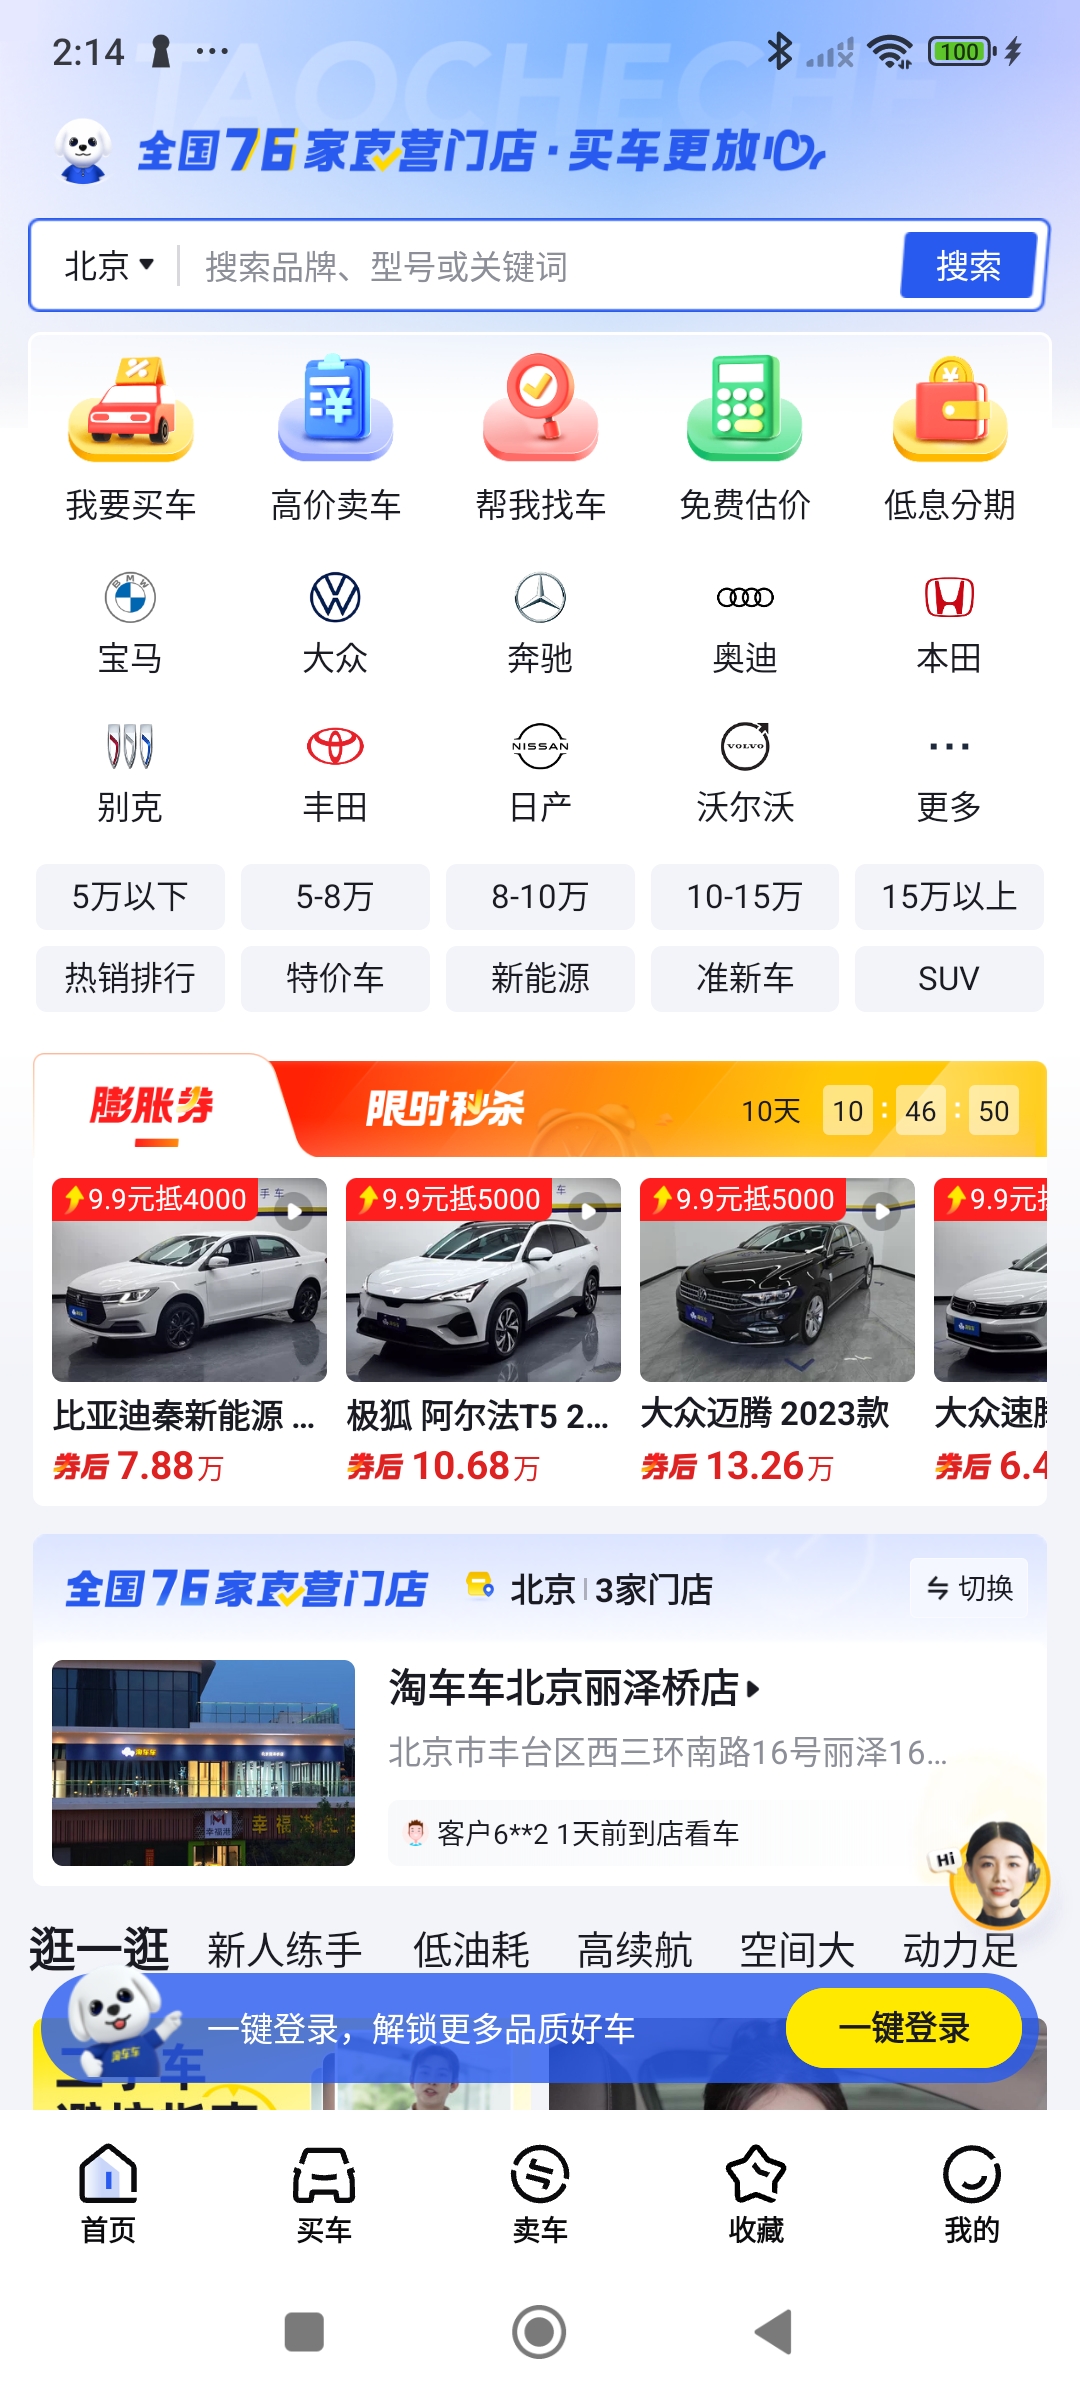 2:14
100
TAOCHECHE
全国76家直营门店·买车更放心
北京
搜索品牌、型号或关键词
搜索
我要买车
高价卖车
帮我找车
免费估价
低息分期
宝马
大众
奔驰
奥迪
本田
NISSAN
VOLVO
别克
丰田
日产
沃尔沃
更多
5万以下
5-8万
8-10万
10-15万
15万以上
热销排行
特价车
新能源
准新车
SUV
膨胀券
限时秒杀
10天 10 : 46 : 50
9.9元抵4000
9.9元抵5000
9.9元抵5000
9.9元抵
比亚迪秦新能源 ...
极狐 阿尔法T5 2...
大众迈腾 2023款
大众速腾
券后 7.88万
券后 10.68万
券后 13.26万
券后 6.4
全国76家直营门店
北京 | 3家门店
切换
淘车车北京丽泽桥店
北京市丰台区西三环南路16号丽泽16...
客户6**2 1天前到店看车
Hi
逛一逛
新人练手
低油耗
高续航
空间大
动力足
一键登录，解锁更多品质好车
一键登录
首页
买车
卖车
收藏
我的